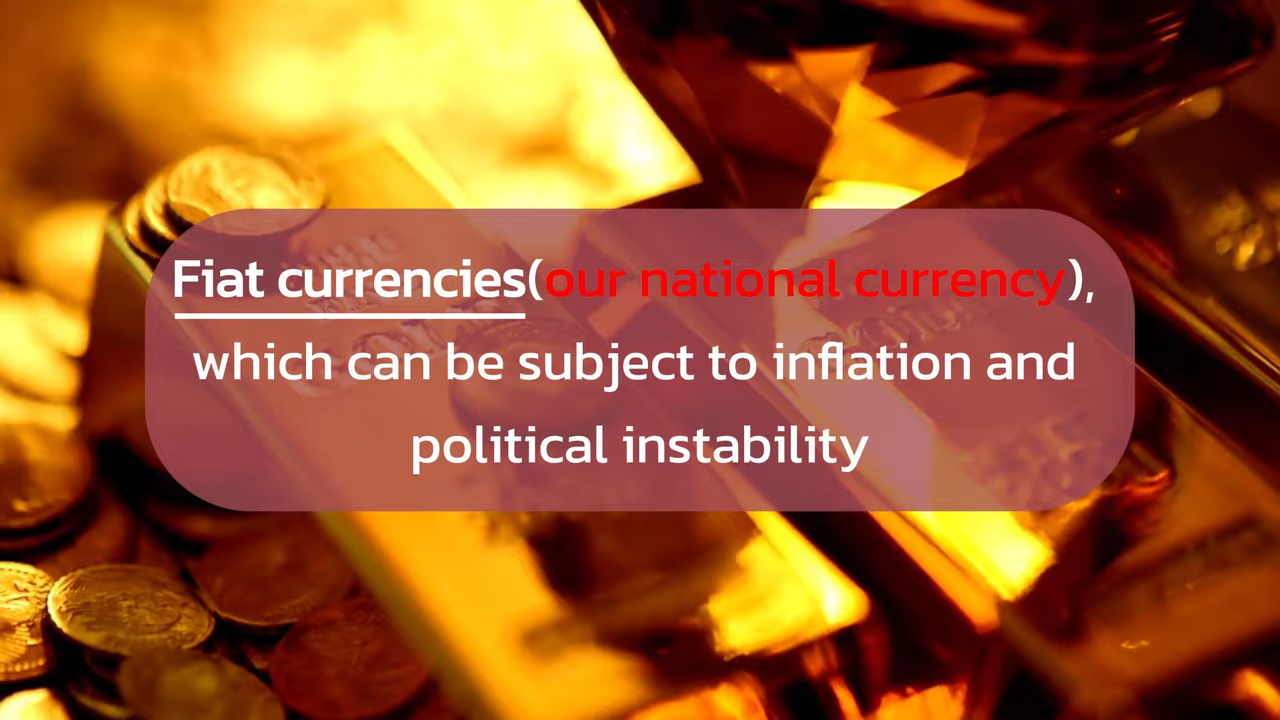 Fiat currencies(our national currency),
which can be subject to inflation and
political instability